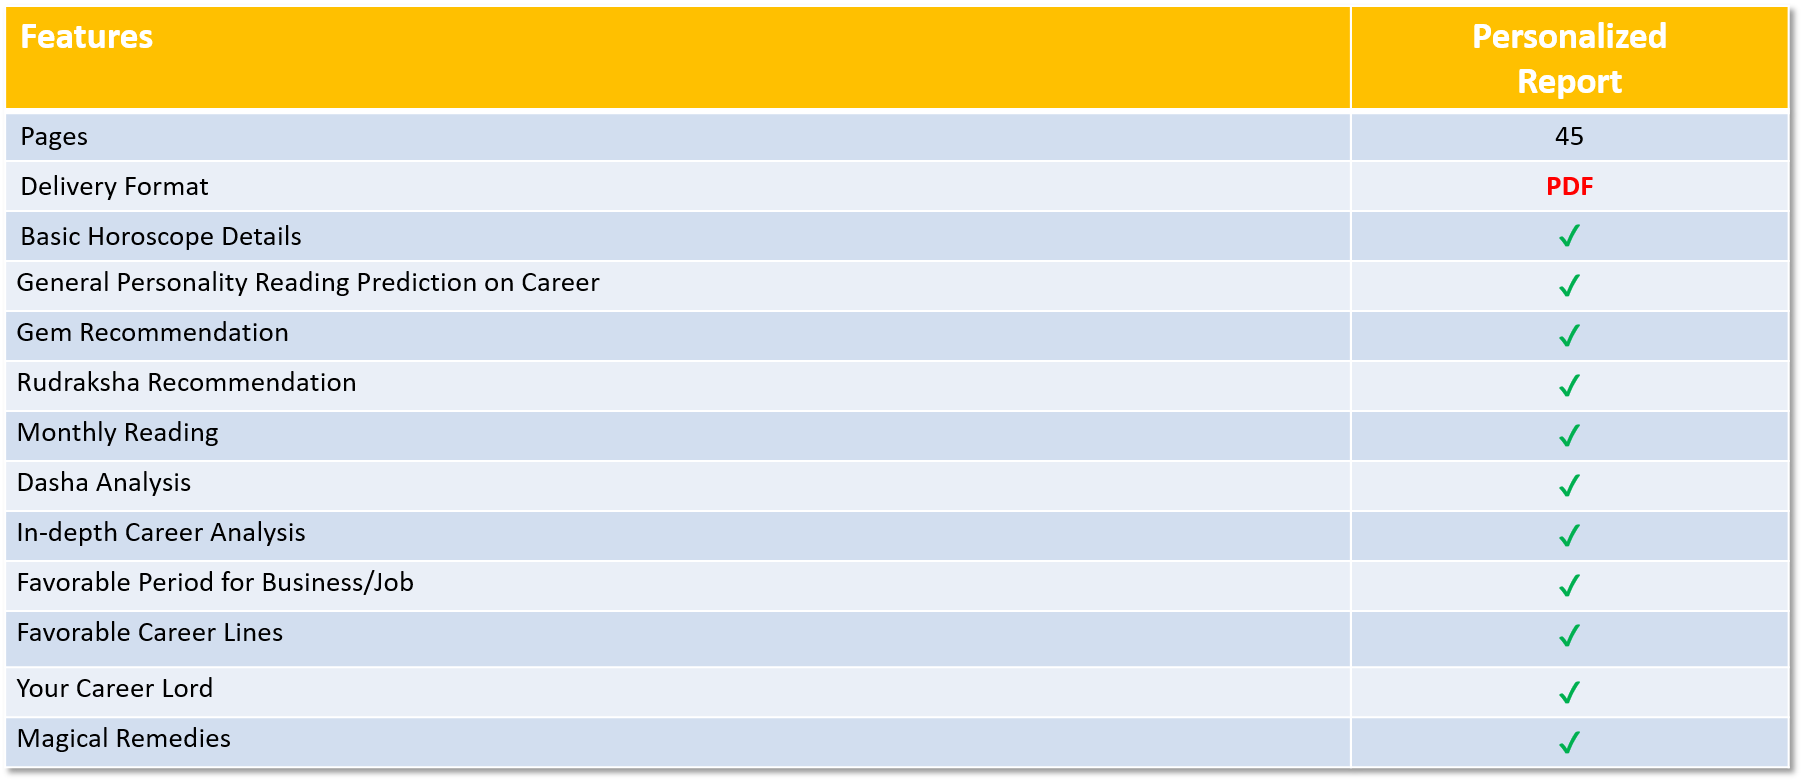 Features
Personalized
Report
Pages 45
Delivery Format PDF
Basic Horoscope Details ✓
General Personality Reading Prediction on Career ✓
Gem Recommendation ✓
Rudraksha Recommendation ✓
Monthly Reading ✓
Dasha Analysis ✓
In-depth Career Analysis ✓
Favorable Period for Business/Job ✓
Favorable Career Lines ✓
Your Career Lord ✓
Magical Remedies ✓